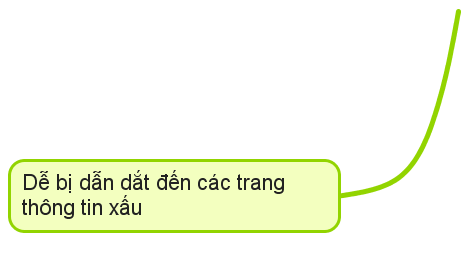 Dễ bị dẫn dắt đến các trang
thông tin xấu